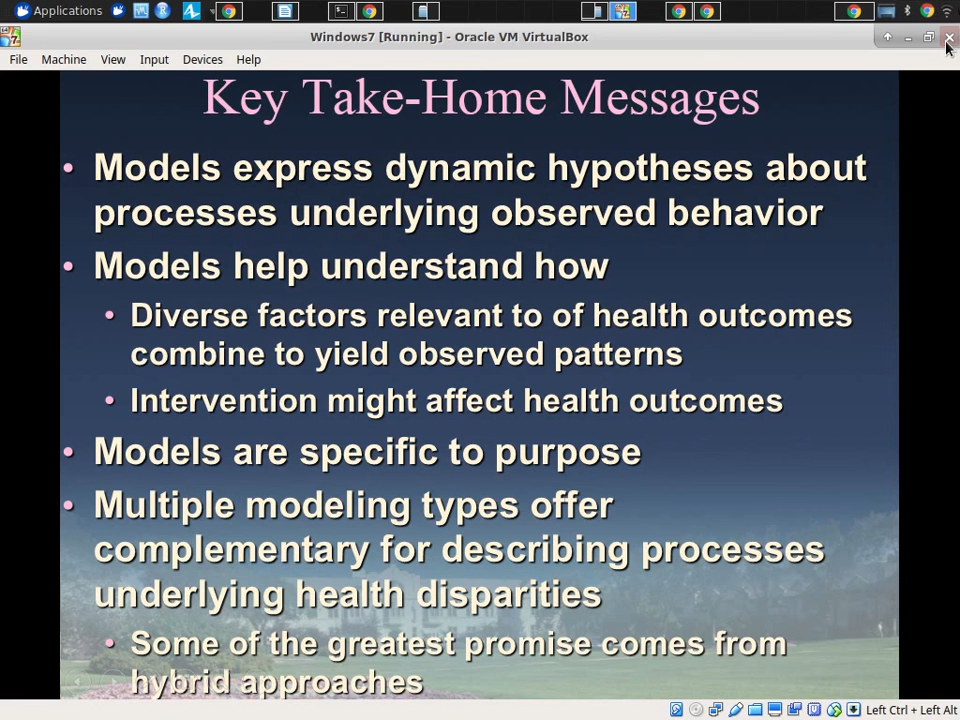 Applications
Windows7 [Running] - Oracle VM VirtualBox
File Machine View Input Devices Help
Key Take-Home Messages
• Models express dynamic hypotheses about
processes underlying observed behavior
• Models help understand how
• Diverse factors relevant to of health outcomes
combine to yield observed patterns
• Intervention might affect health outcomes
• Models are specific to purpose
• Multiple modeling types offer
complementary for describing processes
underlying health disparities
• Some of the greatest promise comes from
hybrid approaches
Left Ctrl + Left Alt